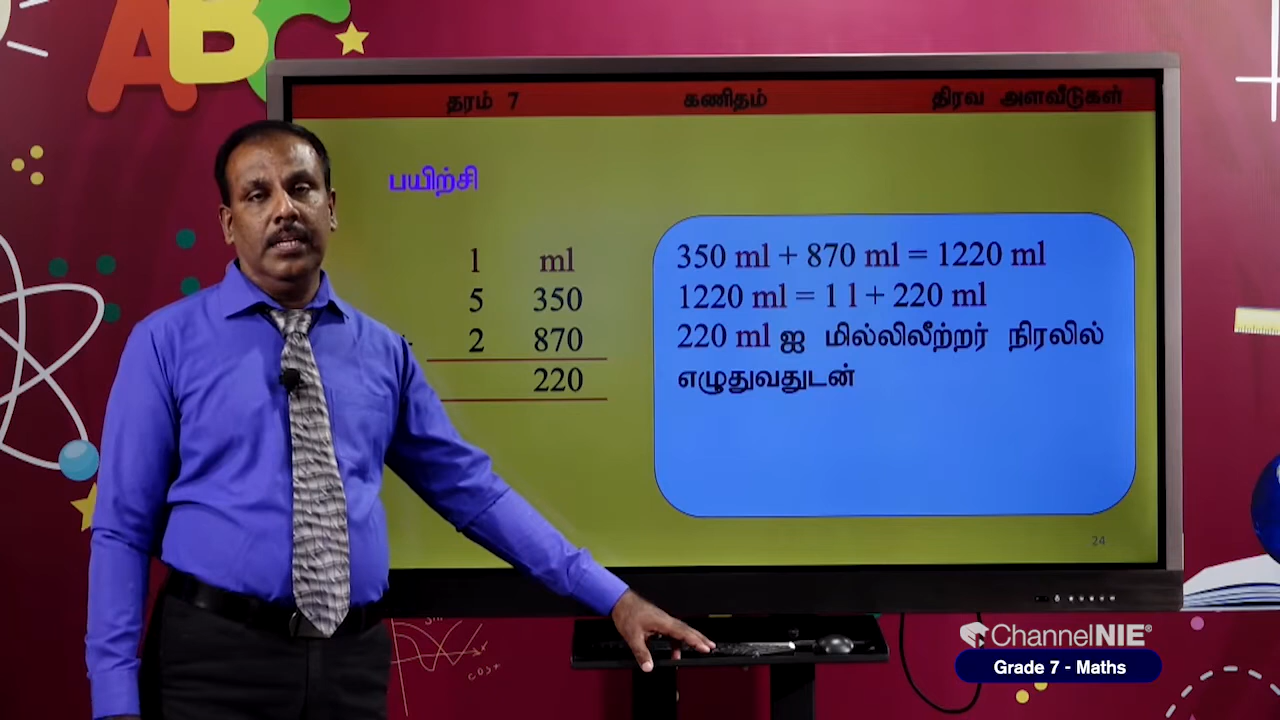 ABC
தரம் 7 கணிதம் திரவ அளவீடுகள்
பயிற்சி
l ml
5 350
2 870
220
350 ml + 870 ml = 1220 ml
1220 ml = 1 l + 220 ml
220 ml ஐ மில்லிலீற்றர் நிரலில்
எழுதுவதுடன்
24
ChannelNIE®
Grade 7 - Maths